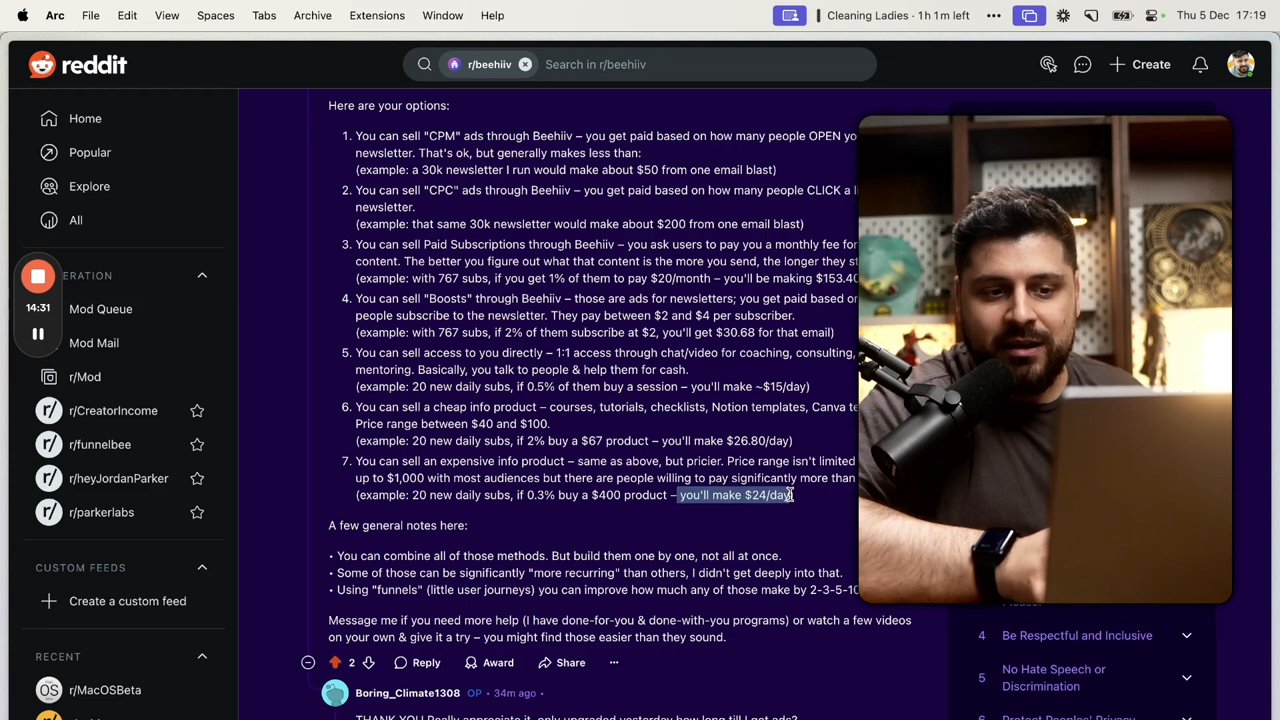 Arc File Edit View Spaces Tabs Archive Extensions Window Help Cleaning Ladies · 1h 1m left Thu 5 Dec 17:19
reddit
r/beehiiv
Search in r/beehiiv
Create
Home
Popular
Explore
All
ERATION
14:31
Mod Queue
Mod Mail
r/Mod
r/CreatorIncome
r/funnelbee
r/heyJordanParker
r/parkerlabs
CUSTOM FEEDS
Create a custom feed
RECENT
r/MacOSBeta
Here are your options:
1. You can sell "CPM" ads through Beehiiv – you get paid based on how many people OPEN yo
newsletter. That's ok, but generally makes less than:
(example: a 30k newsletter I run would make about $50 from one email blast)
2. You can sell "CPC" ads through Beehiiv – you get paid based on how many people CLICK a li
newsletter.
(example: that same 30k newsletter would make about $200 from one email blast)
3. You can sell Paid Subscriptions through Beehiiv – you ask users to pay you a monthly fee for
content. The better you figure out what that content is the more you send, the longer they st
(example: with 767 subs, if you get 1% of them to pay $20/month – you'll be making $153.40
4. You can sell "Boosts" through Beehiiv – those are ads for newsletters; you get paid based on
people subscribe to the newsletter. They pay between $2 and $4 per subscriber.
(example: with 767 subs, if 2% of them subscribe at $2, you'll get $30.68 for that email)
5. You can sell access to you directly – 1:1 access through chat/video for coaching, consulting,
mentoring. Basically, you talk to people & help them for cash.
(example: 20 new daily subs, if 0.5% of them buy a session – you'll make ~$15/day)
6. You can sell a cheap info product – courses, tutorials, checklists, Notion templates, Canva te
Price range between $40 and $100.
(example: 20 new daily subs, if 2% buy a $67 product – you'll make $26.80/day)
7. You can sell an expensive info product – same as above, but pricier. Price range isn't limited
up to $1,000 with most audiences but there are people willing to pay significantly more than
(example: 20 new daily subs, if 0.3% buy a $400 product – you'll make $24/day)
A few general notes here:
• You can combine all of those methods. But build them one by one, not all at once.
• Some of those can be significantly "more recurring" than others, I didn't get deeply into that.
• Using "funnels" (little user journeys) you can improve how much any of those make by 2-3-5-10
Message me if you need more help (I have done-for-you & done-with-you programs) or watch a few videos
on your own & give it a try – you might find those easier than they sound.
2 Reply Award Share
Boring_Climate1308 OP · 34m ago ·
4 Be Respectful and Inclusive
5 No Hate Speech or
Discrimination
6 Protect Peoples' Privacy